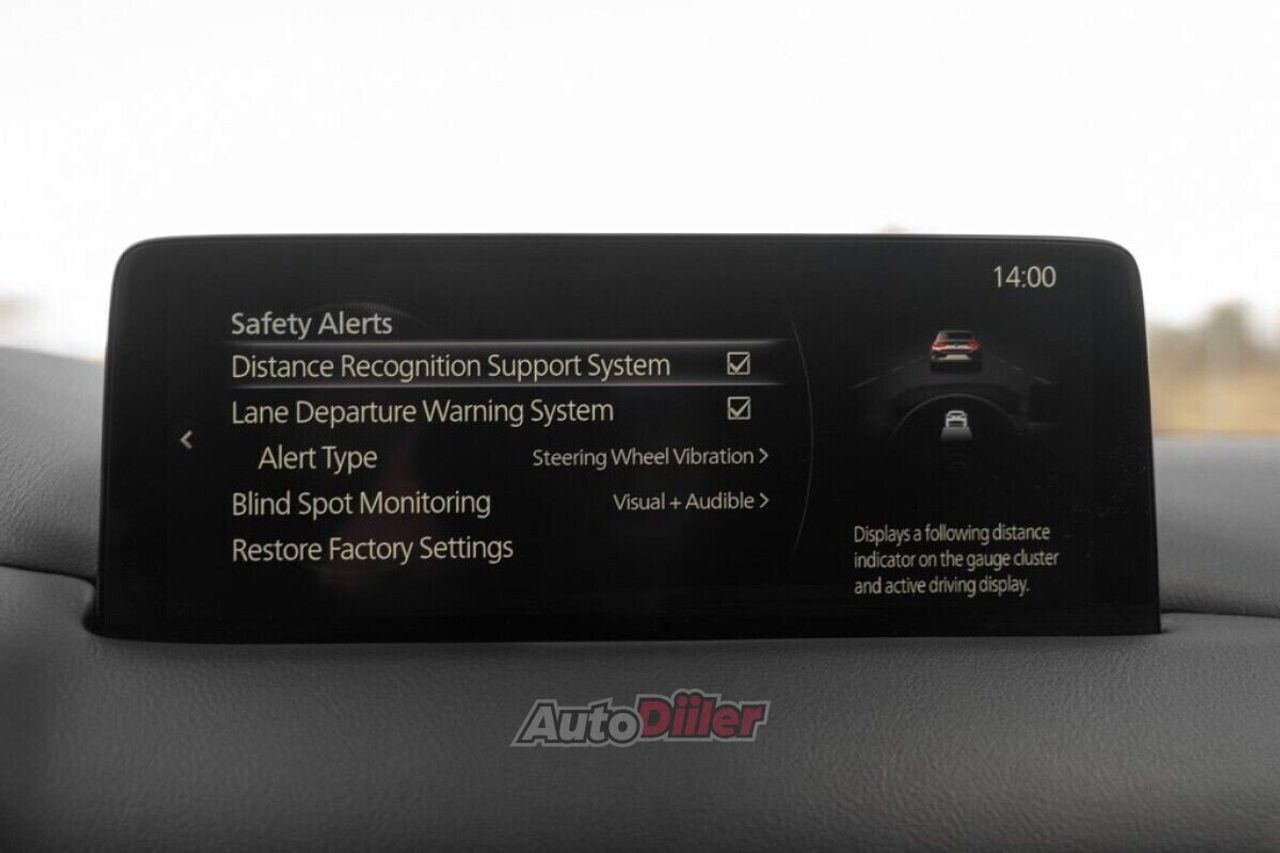 14:00
Safety Alerts
Distance Recognition Support System
Lane Departure Warning System
Alert Type Steering Wheel Vibration >
Blind Spot Monitoring Visual + Audible >
Restore Factory Settings
Displays a following distance
indicator on the gauge cluster
and active driving display.
AutoDiiler